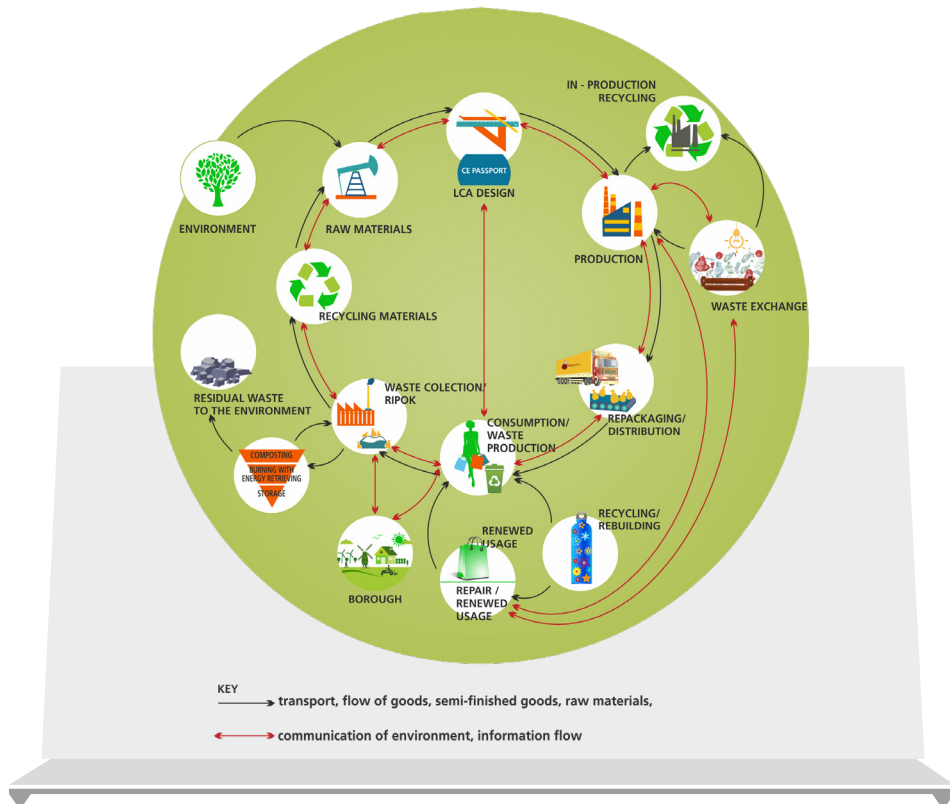 IN - PRODUCTION
RECYCLING
CE PASSPORT
LCA DESIGN
ENVIRONMENT
RAW MATERIALS
PRODUCTION
WASTE EXCHANGE
RECYCLING MATERIALS
WASTE COLECTION/
RIPOK
RESIDUAL WASTE
TO THE ENVIRONMENT
CONSUMPTION/
WASTE
PRODUCTION
REPACKAGING/
DISTRIBUTION
COMPOSTING
BURNING WITH
ENERGY RETRIEVING
STORAGE
RECYCLING/
REBUILDING
RENEWED
USAGE
BOROUGH
REPAIR /
RENEWED
USAGE
KEY
transport, flow of goods, semi-finished goods, raw materials,
communication of environment, information flow